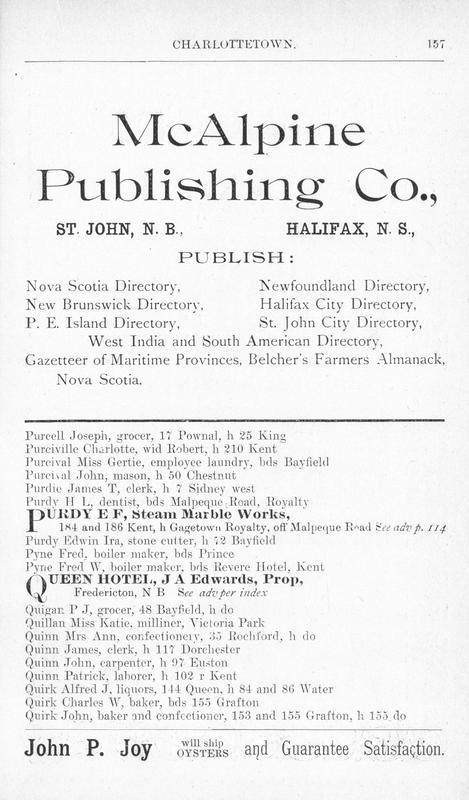 CHARLOTTETOWN. 157
McAlpine
Publishing Co.,
ST. JOHN, N. B., HALIFAX, N. S.,
PUBLISH:
Nova Scotia Directory, Newfoundland Directory,
New Brunswick Directory, Halifax City Directory,
P. E. Island Directory, St. John City Directory,
West India and South American Directory,
Gazetteer of Maritime Provinces, Belcher's Farmers Almanack,
Nova Scotia.
Purcell Joseph, grocer, 17 Pownal, h 25 King
Purciville Charlotte, wid Robert, h 210 Kent
Purcival Miss Gertie, employee laundry, bds Bayfield
Purcival John, mason, h 50 Chestnut
Purdie James T, clerk, h 7 Sidney west
Purdy H L, dentist, bds Malpeque Road, Royalty
PURDY E F, Steam Marble Works,
184 and 186 Kent, h Gagetown Royalty, off Malpeque Road See adv p. 114
Purdy Edwin Ira, stone cutter, h 72 Bayfield
Pyne Fred, boiler maker, bds Prince
Pyne Fred W, boiler maker, bds Revere Hotel, Kent
QUEEN HOTEL, J A Edwards, Prop,
Fredericton, N B See adv per index
Quigan P J, grocer, 48 Bayfield, h do
Quillan Miss Katie, milliner, Victoria Park
Quinn Mrs Ann, confectionery, 35 Rochford, h do
Quinn James, clerk, h 117 Dorchester
Quinn John, carpenter, h 97 Euston
Quinn Patrick, laborer, h 102 r Kent
Quirk Alfred J, liquors, 144 Queen, h 84 and 86 Water
Quirk Charles W, baker, bds 155 Grafton
Quirk John, baker and confectioner, 153 and 155 Grafton, h 155 do
John P. Joy will ship OYSTERS and Guarantee Satisfaction.